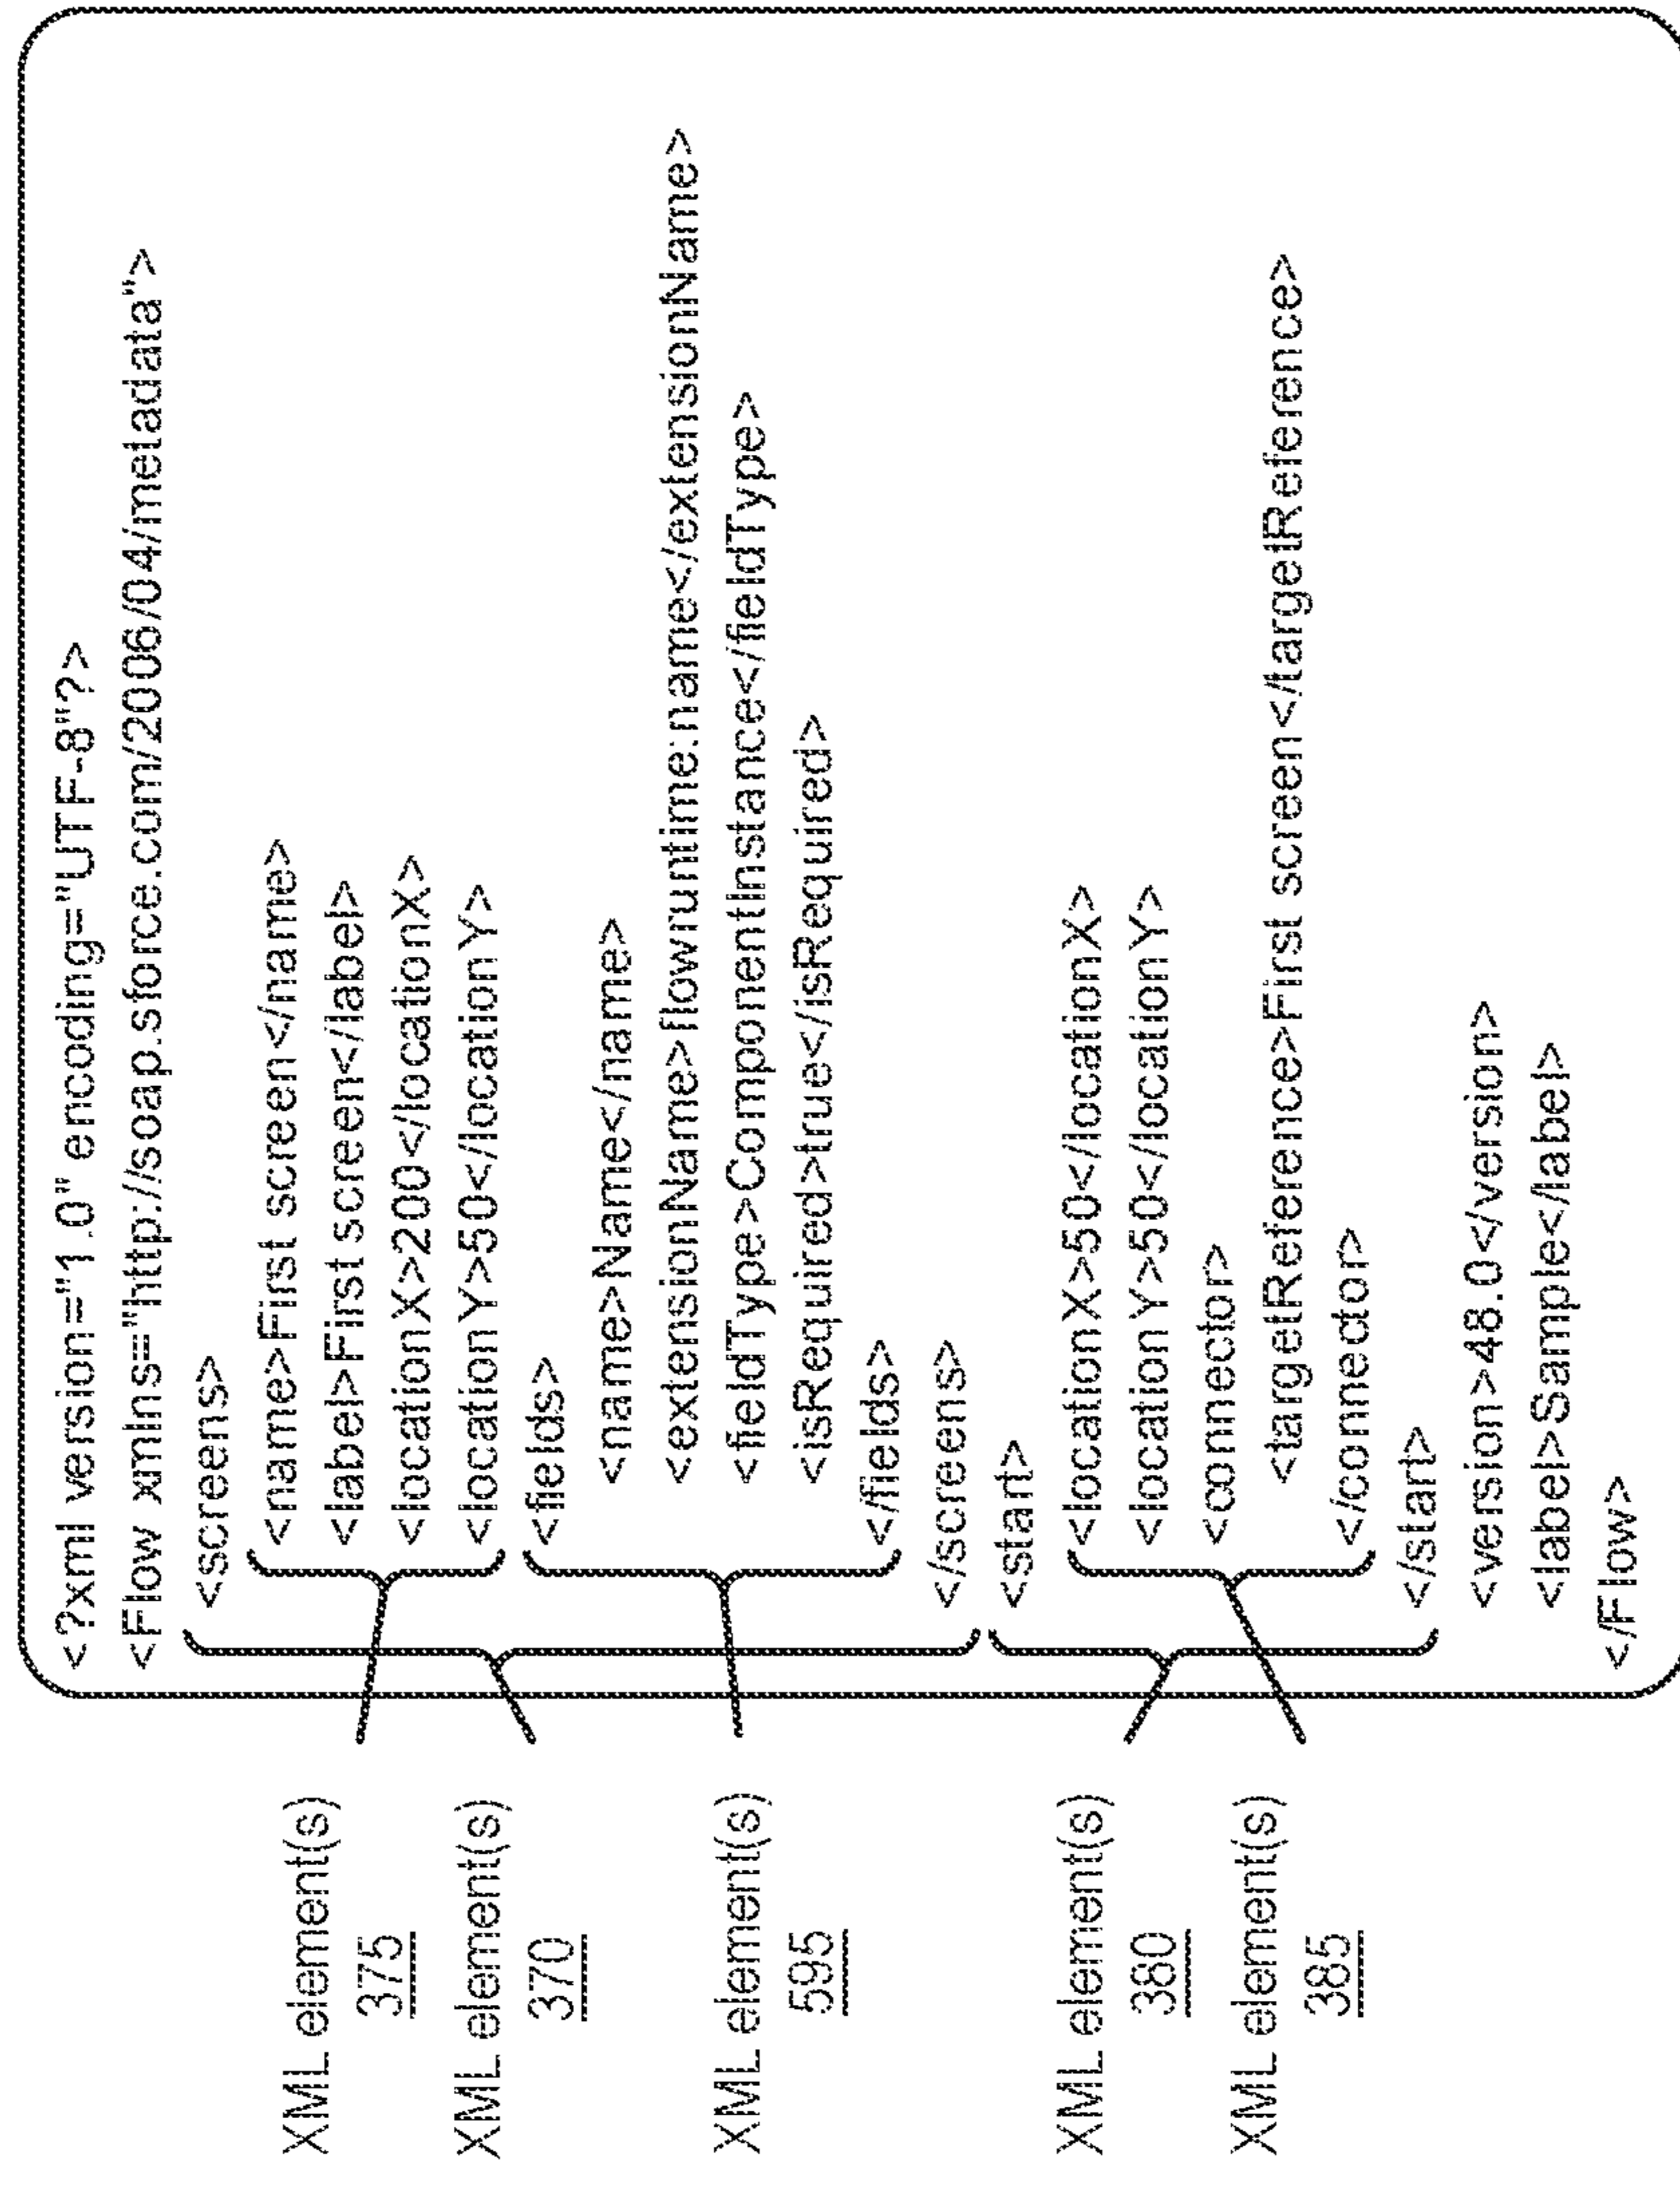 <?xml version="1.0" encoding="UTF-8"?>
<Flow xmlns="http://soap.sforce.com/2006/04/metadata">
<screens>
<name>First screen</name>
<label>First screen</label>
<locationX>200</locationX>
<locationY>50</locationY>
<fields>
<name>Name</name>
<extensionName>flowruntime:name</extensionName>
<fieldType>ComponentInstance</fieldType>
<isRequired>true</isRequired>
</fields>
</screens>
<start>
<locationX>50</locationX>
<locationY>50</locationY>
<connector>
<targetReference>First screen</targetReference>
</connector>
</start>
<version>48.0</version>
<label>Sample</label>
</Flow>
XML element(s)
375
XML element(s)
370
XML element(s)
595
XML element(s)
380
XML element(s)
385